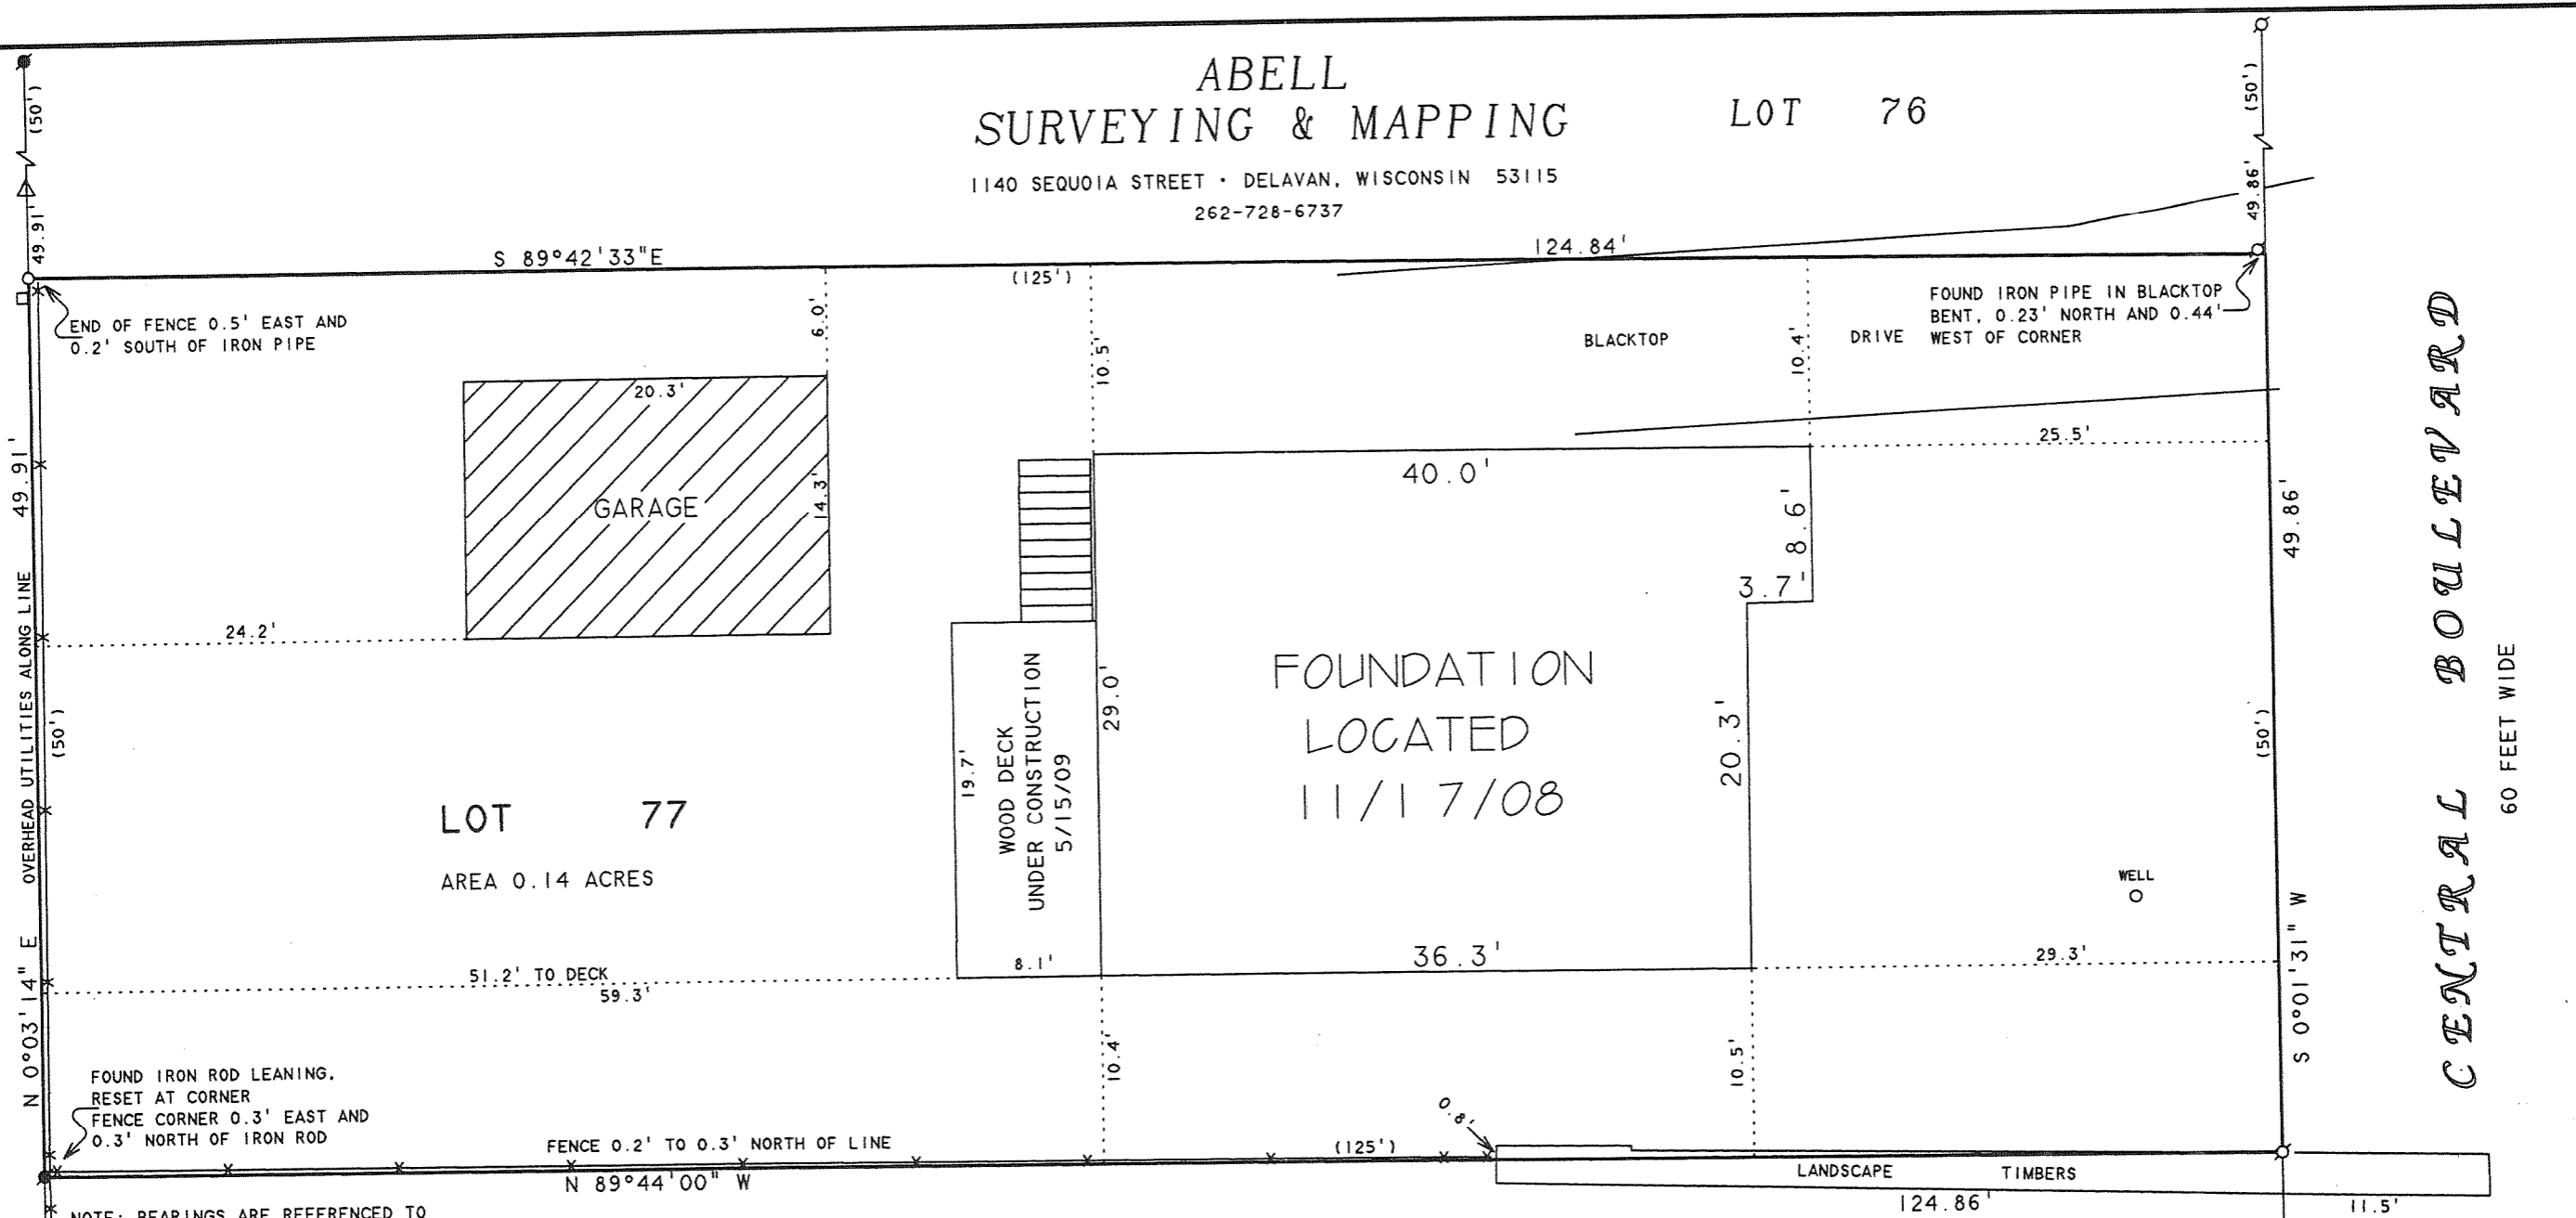 ABELL
SURVEYING & MAPPING
1140 SEQUOIA STREET • DELAVAN, WISCONSIN 53115
262-728-6737
LOT 76
(50')
49.91'
(50')
49.86'
S 89°42'33"E
(125')
124.84'
END OF FENCE 0.5' EAST AND
0.2' SOUTH OF IRON PIPE
6.0'
10.5'
BLACKTOP
10.4'
DRIVE
FOUND IRON PIPE IN BLACKTOP
BENT, 0.23' NORTH AND 0.44'
WEST OF CORNER
20.3'
GARAGE
14.3'
40.0'
25.5'
8.6'
3.7'
49.91'
OVERHEAD UTILITIES ALONG LINE
(50')
N 0°03'14" E
24.2'
LOT 77
AREA 0.14 ACRES
19.7'
WOOD DECK
UNDER CONSTRUCTION
5/15/09
29.0'
8.1'
FOUNDATION
LOCATED
11/17/08
20.3'
36.3'
WELL
29.3'
49.86'
(50')
S 0°01'31" W
CENTRAL BOULEVARD
60 FEET WIDE
51.2' TO DECK
59.3'
10.4'
10.5'
FOUND IRON ROD LEANING,
RESET AT CORNER
FENCE CORNER 0.3' EAST AND
0.3' NORTH OF IRON ROD
FENCE 0.2' TO 0.3' NORTH OF LINE
(125')
0.8'
N 89°44'00" W
LANDSCAPE TIMBERS
124.86'
11.5'
NOTE: BEARINGS ARE REFERENCED TO